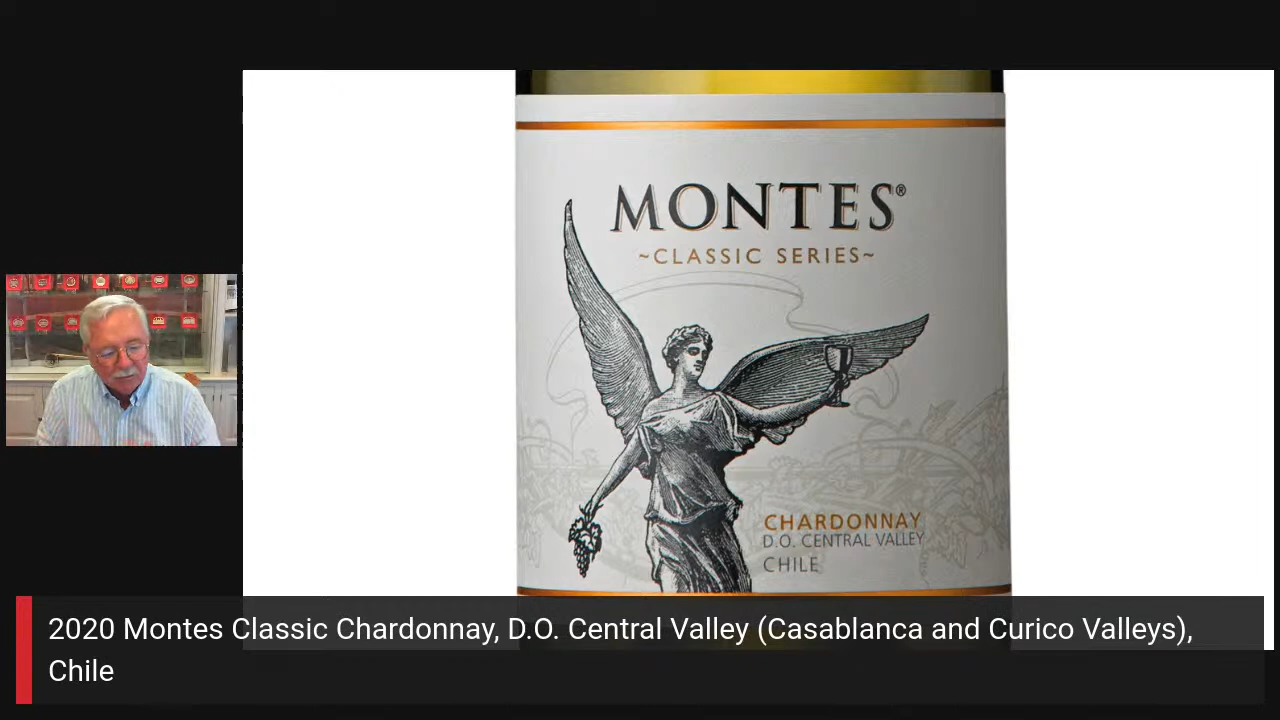 MONTES®
~CLASSIC SERIES~
CHARDONNAY
D.O. CENTRAL VALLEY
CHILE
2020 Montes Classic Chardonnay, D.O. Central Valley (Casablanca and Curico Valleys),
Chile